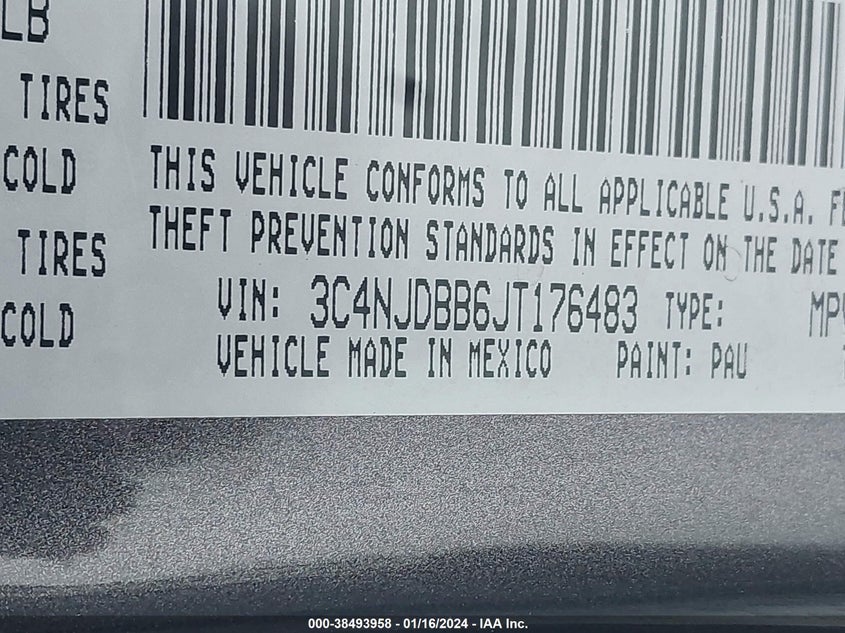 LB
TIRES
COLD
TIRES
COLD
THIS VEHICLE CONFORMS TO ALL APPLICABLE U.S.A.
THEFT PREVENTION STANDARDS IN EFFECT ON THE DATE
VIN: 3C4NJDBB6JT176483 TYPE: MPV
VEHICLE MADE IN MEXICO PAINT: PAU
000-38493958 - 01/16/2024 - IAA Inc.